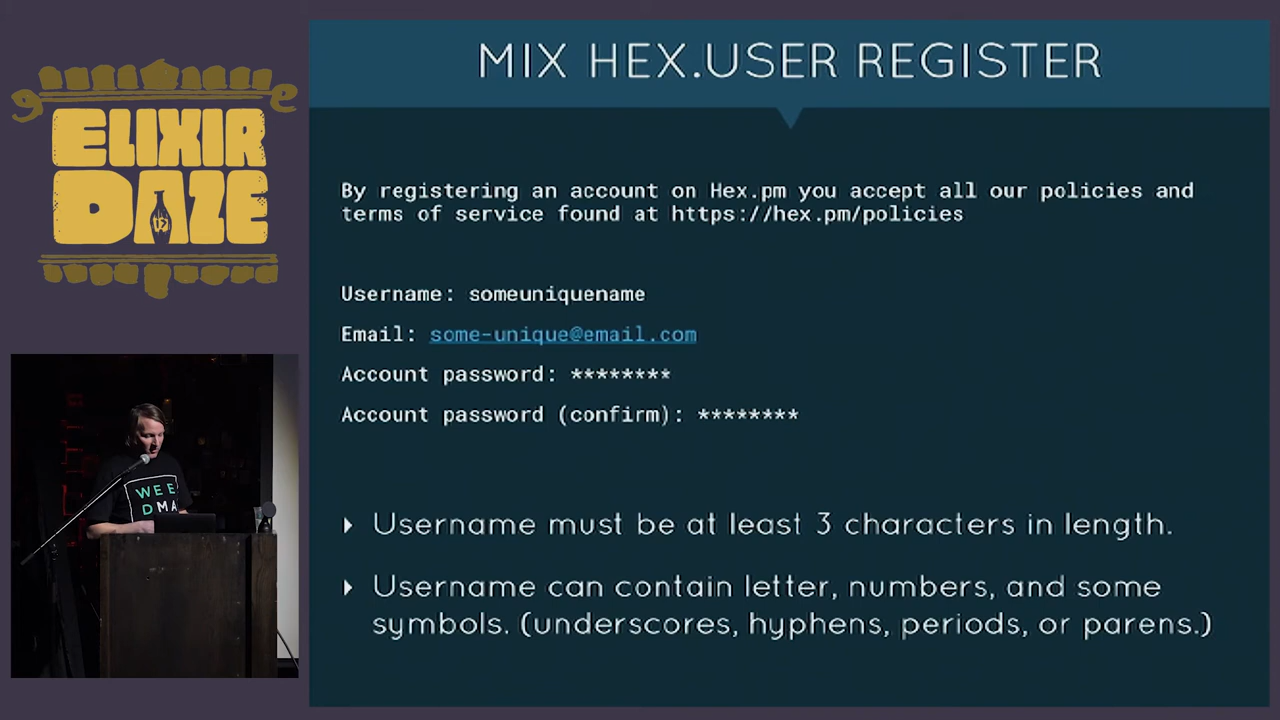 ELIXIR
DAZE
MIX HEX.USER REGISTER
By registering an account on Hex.pm you accept all our policies and
terms of service found at https://hex.pm/policies
Username: someuniquename
Email: some-unique@email.com
Account password: ********
Account password (confirm): ********
Username must be at least 3 characters in length.
Username can contain letter, numbers, and some
symbols. (underscores, hyphens, periods, or parens.)
WEE
DMA